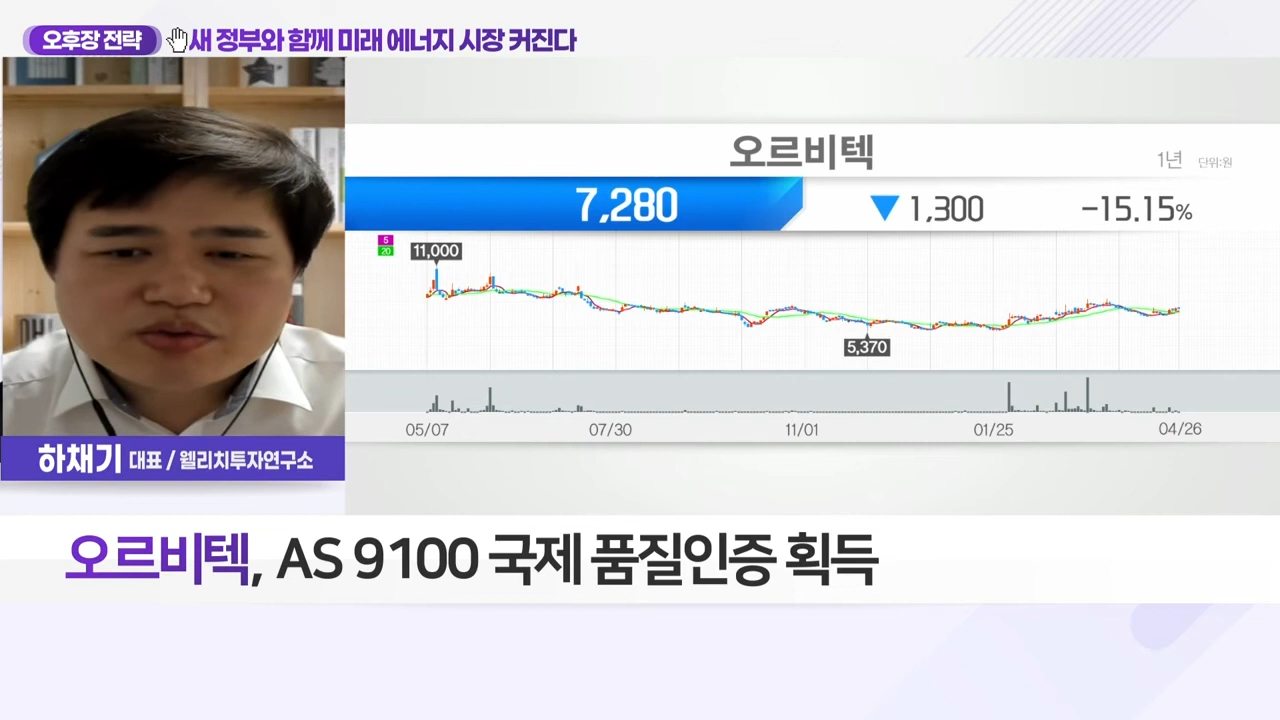 오후장 전략
새 정부와 함께 미래 에너지 시장 커진다
오르비텍
1년 단위:원
7,280 ▼ 1,300 -15.15%
5
20
11,000
5,370
05/07 07/30 11/01 01/25 04/26
하채기 대표 / 웰리치투자연구소
오르비텍, AS 9100 국제 품질인증 획득